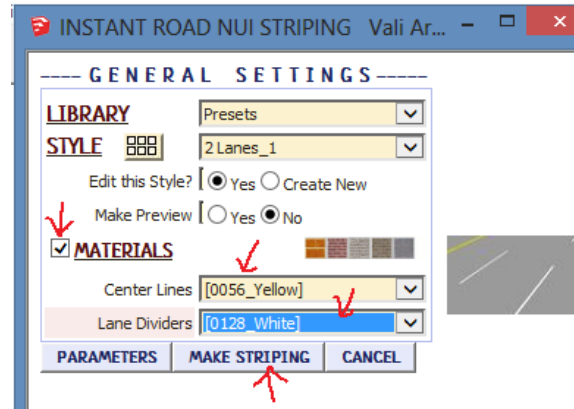 INSTANT ROAD NUI STRIPING Vali Ar...
---- GENERAL SETTINGS-----
LIBRARY Presets
STYLE 2 Lanes_1
Edit this Style? Yes Create New
Make Preview Yes No
MATERIALS
Center Lines [0056_Yellow]
Lane Dividers [0128_White]
PARAMETERS MAKE STRIPING CANCEL